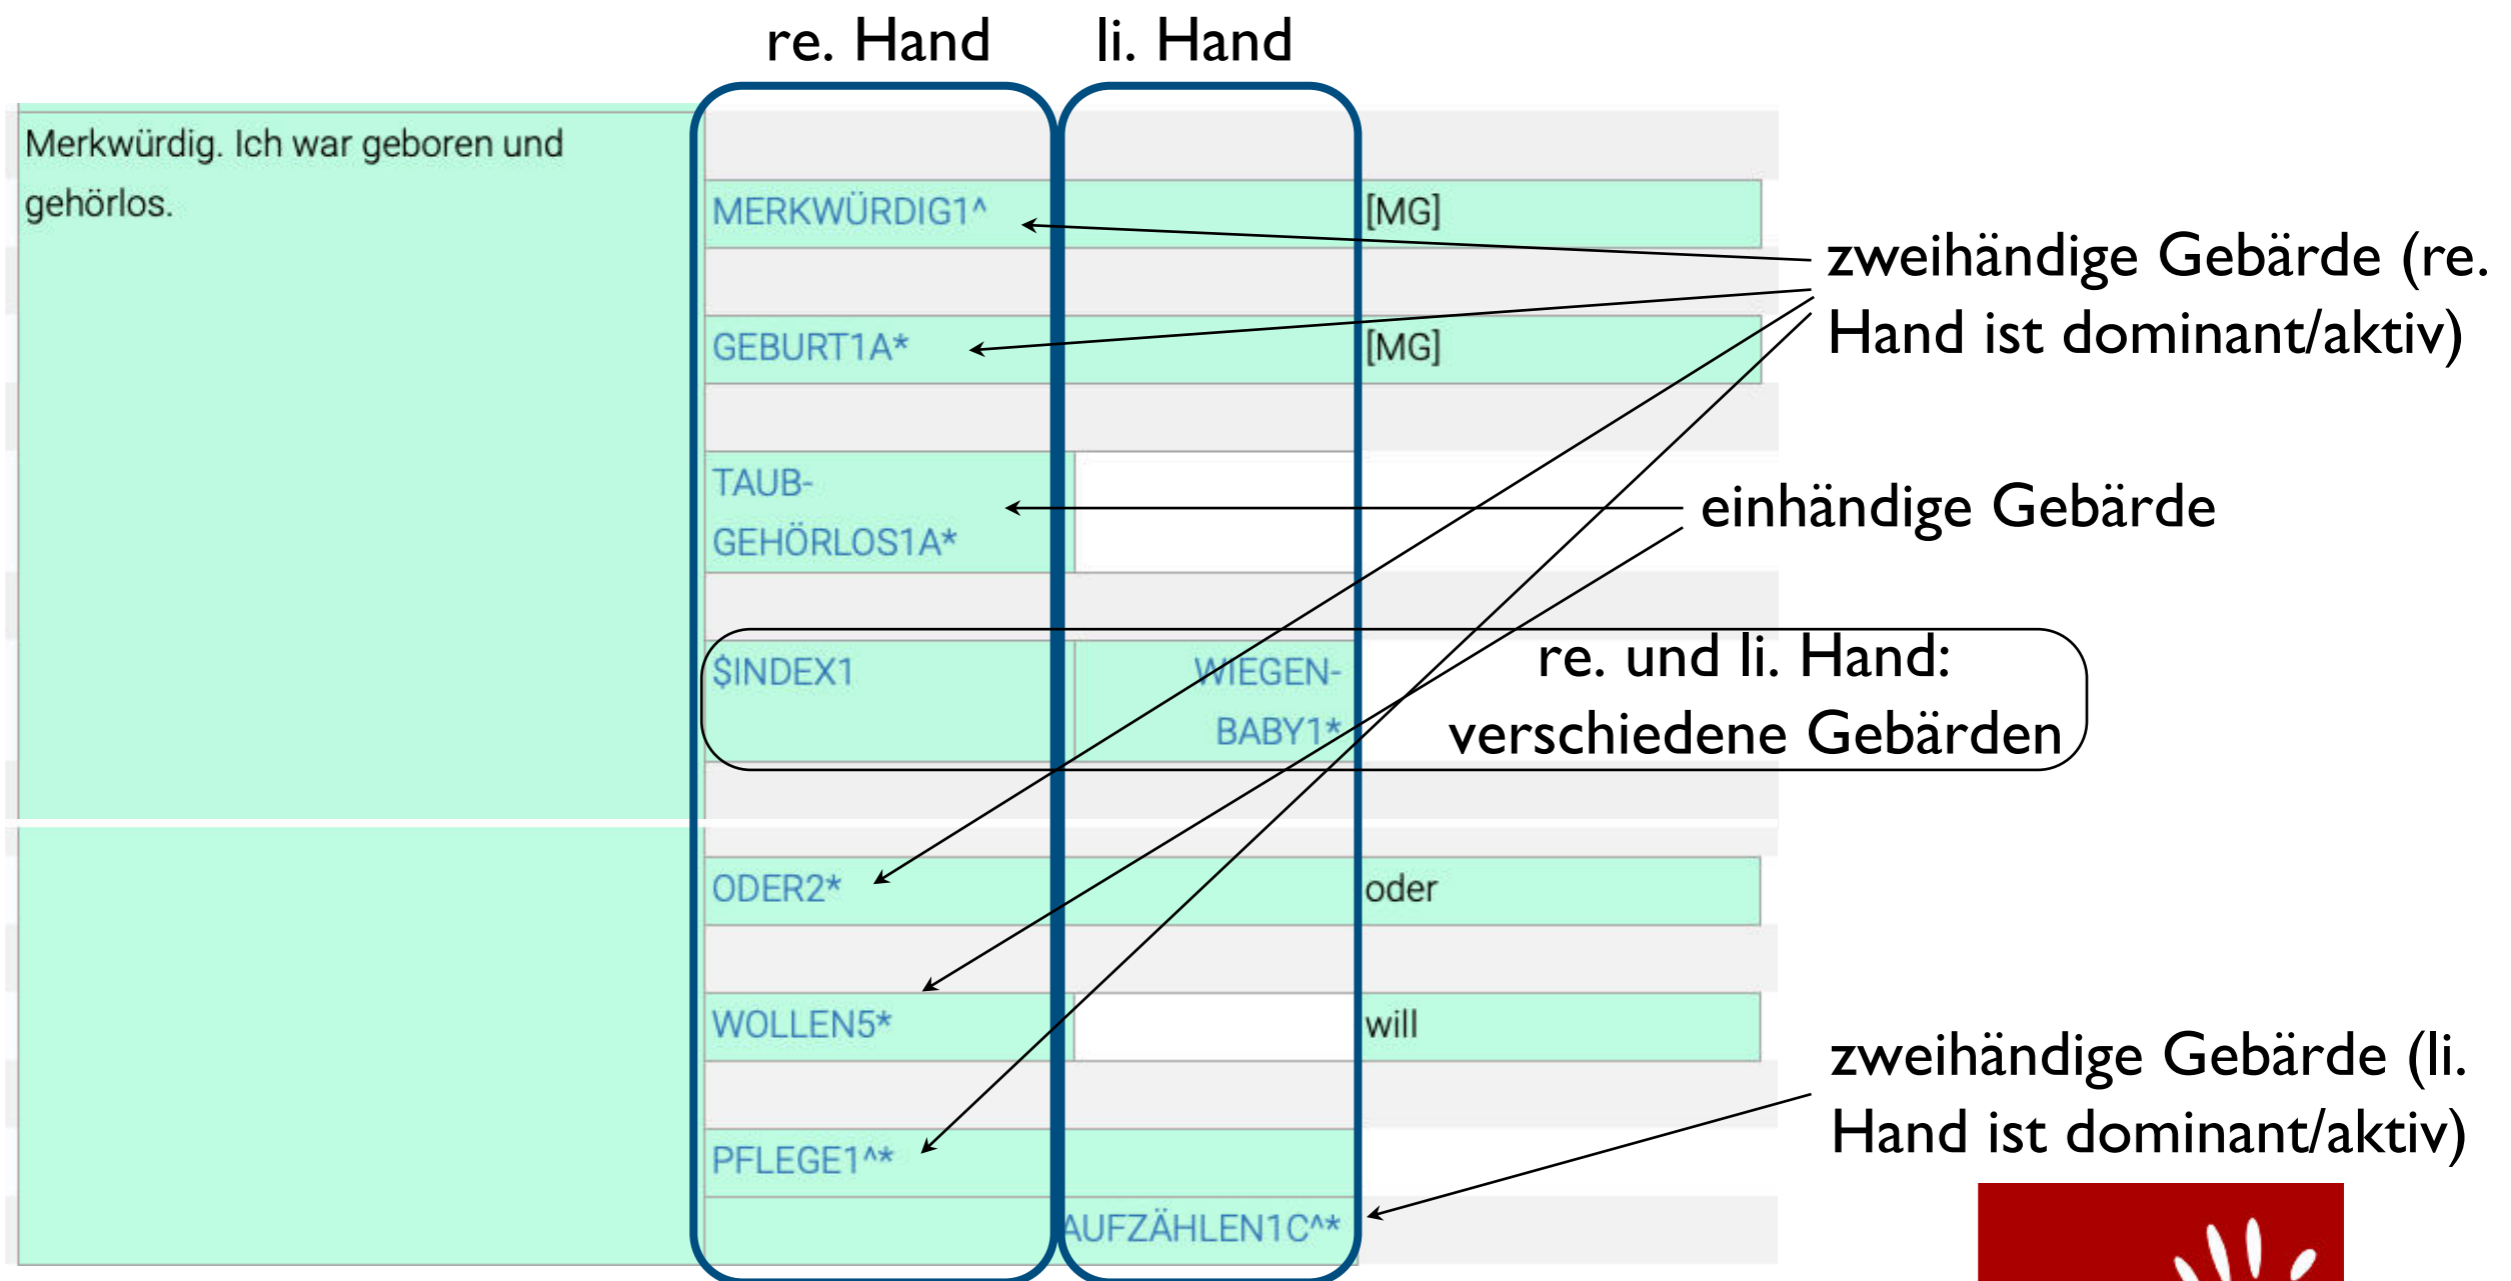 re. Hand li. Hand
Merkwürdig. Ich war geboren und
gehörlos.
MERKWÜRDIG1^ [MG]
zweihändige Gebärde (re.
Hand ist dominant/aktiv)
GEBURT1A* [MG]
TAUB-
GEHÖRLOS1A*
einhändige Gebärde
$INDEX1 WIEGEN-
BABY1*
re. und li. Hand:
verschiedene Gebärden
ODER2* oder
WOLLEN5* will
zweihändige Gebärde (li.
Hand ist dominant/aktiv)
PFLEGE1^*
AUFZÄHLEN1C^*